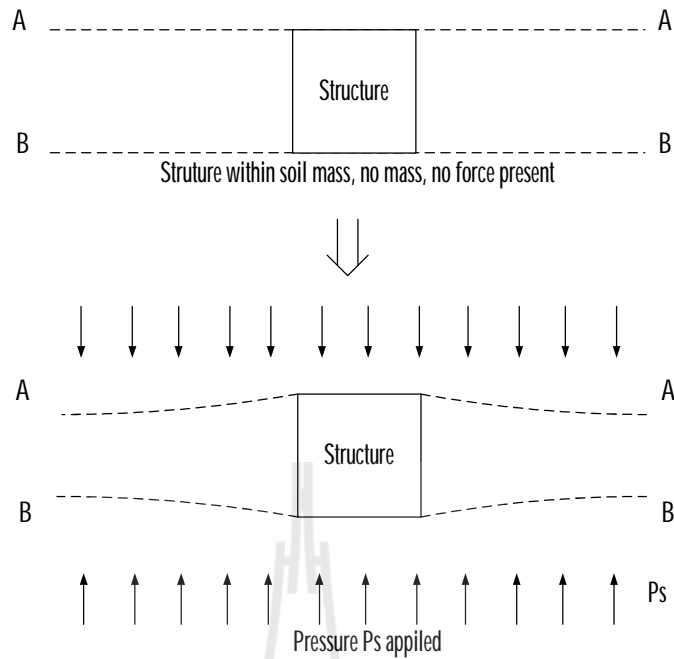 A A
Structure
B B
Struture within soil mass, no mass, no force present
A A
Structure
B B
Ps
Pressure Ps appiled